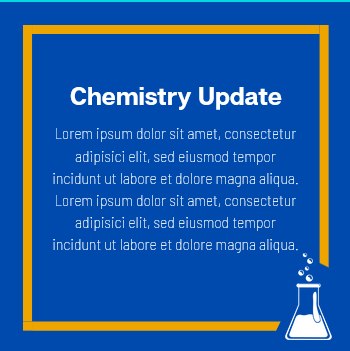 Chemistry Update
Lorem ipsum dolor sit amet, consectetur
adipisici elit, sed eiusmod tempor
incidunt ut labore et dolore magna aliqua.
Lorem ipsum dolor sit amet, consectetur
adipisici elit, sed eiusmod tempor
incidunt ut labore et dolore magna aliqua.